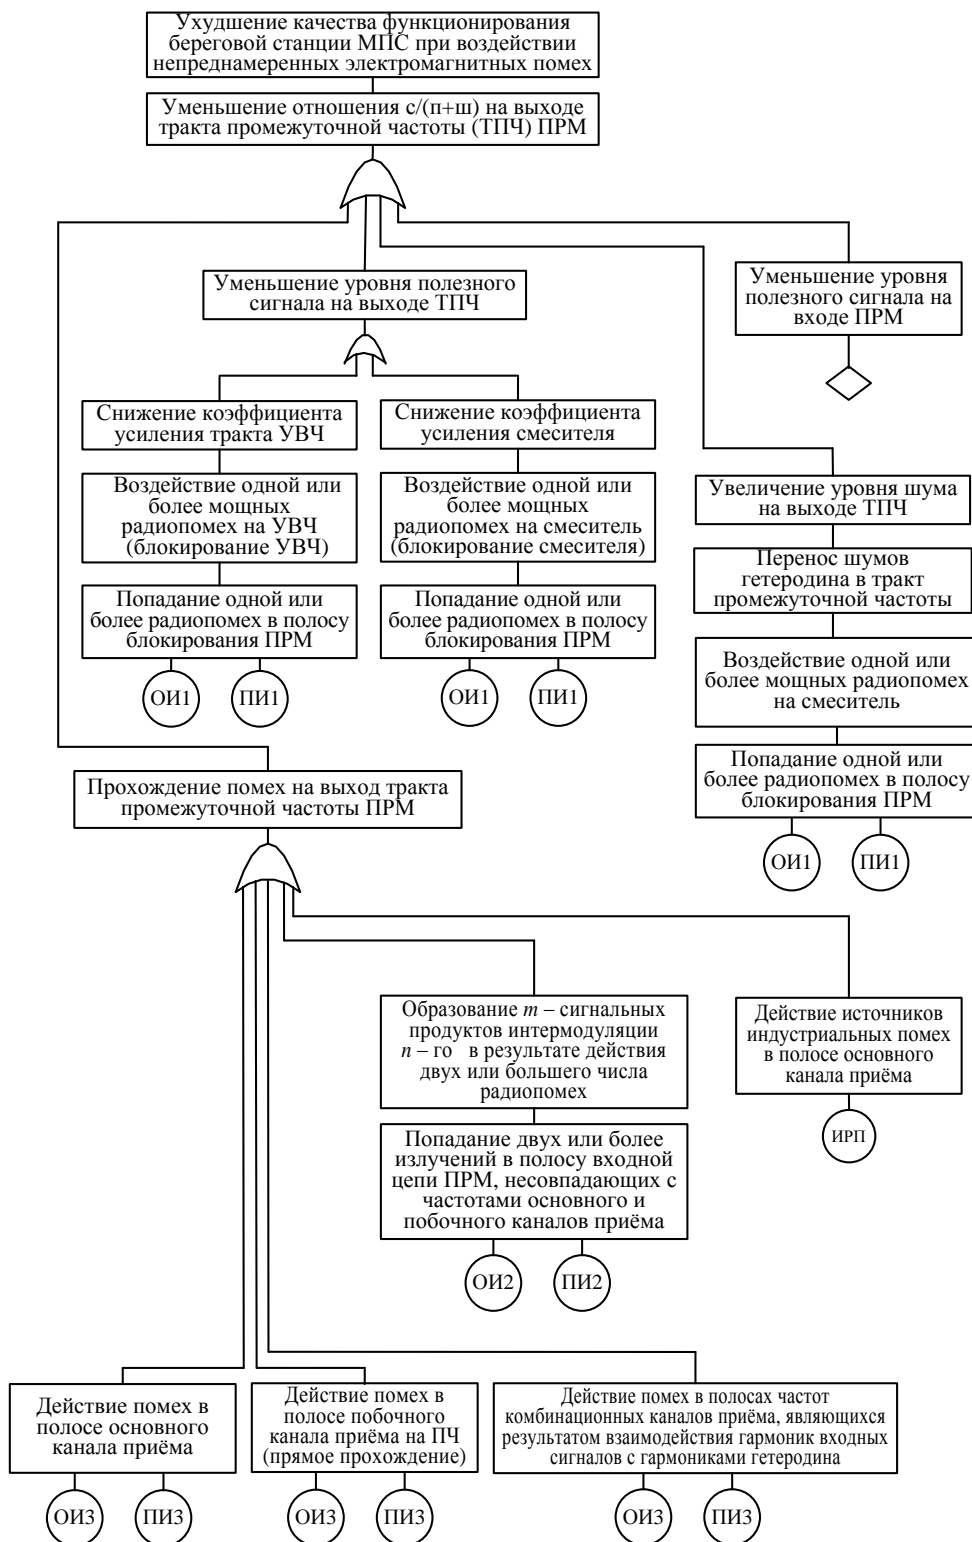 Ухудшение качества функционирования
береговой станции МПС при воздействии
непреднамеренных электромагнитных помех
Уменьшение отношения с/(п+ш) на выходе
тракта промежуточной частоты (ТПЧ) ПРМ
Уменьшение уровня полезного
сигнала на выходе ТПЧ
Уменьшение уровня
полезного сигнала на
входе ПРМ
Снижение коэффициента
усиления тракта УВЧ
Снижение коэффициента
усиления смесителя
Воздействие одной или
более мощных
радиопомех на УВЧ
(блокирование УВЧ)
Воздействие одной или
более мощных
радиопомех на смеситель
(блокирование смесителя)
Увеличение уровня шума
на выходе ТПЧ
Перенос шумов
гетеродина в тракт
промежуточной частоты
Попадание одной или
более радиопомех в полосу
блокирования ПРМ
Попадание одной или
более радиопомех в полосу
блокирования ПРМ
ОИ1
ПИ1
ОИ1
ПИ1
Воздействие одной или
более мощных радиопомех
на смеситель
Попадание одной или
более радиопомех в полосу
блокирования ПРМ
ОИ1
ПИ1
Прохождение помех на выход тракта
промежуточной частоты ПРМ
Образование m – сигнальных
продуктов интермодуляции
n – го в результате действия
двух или большего числа
радиопомех
Действие источников
индустриальных помех
в полосе основного
канала приёма
ИРП
Попадание двух или более
излучений в полосу входной
цепи ПРМ, несовпадающих с
частотами основного и
побочного каналов приёма
ОИ2
ПИ2
Действие помех в
полосе основного
канала приёма
Действие помех в
полосе побочного
канала приёма на ПЧ
(прямое прохождение)
Действие помех в полосах частот
комбинационных каналов приёма, являющихся
результатом взаимодействия гармоник входных
сигналов с гармониками гетеродина
ОИ3
ПИ3
ОИ3
ПИ3
ОИ3
ПИ3